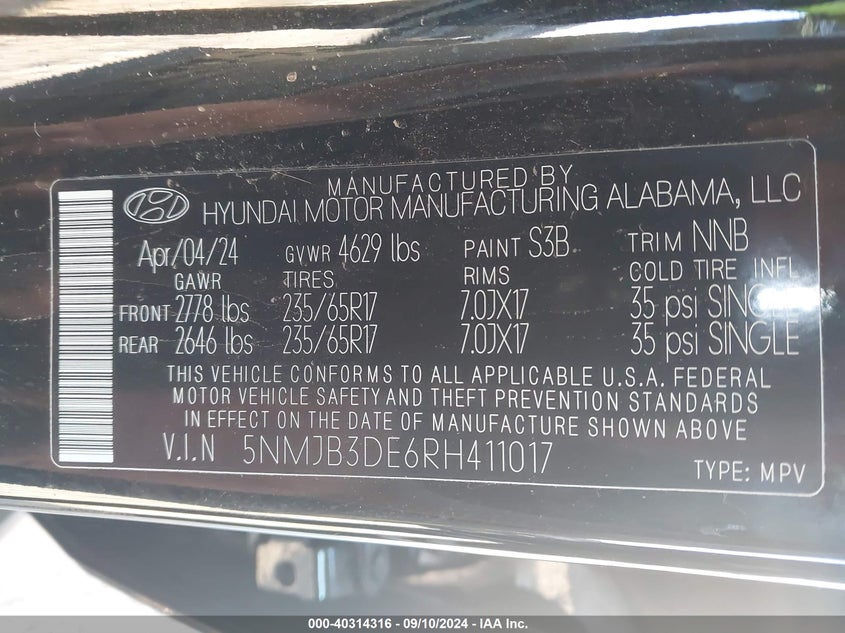 MANUFACTURED BY
HYUNDAI MOTOR MANUFACTURING ALABAMA, LLC
Apr/04/24 GVWR 4629 lbs PAINT S3B TRIM NNB
GAWR TIRES RIMS COLD TIRE INFL
FRONT 2778 lbs 235/65R17 7.0JX17 35 psi SINGLE
REAR 2646 lbs 235/65R17 7.0JX17 35 psi SINGLE
THIS VEHICLE CONFORMS TO ALL APPLICABLE U.S.A. FEDERAL
MOTOR VEHICLE SAFETY AND THEFT PREVENTION STANDARDS
IN EFFECT ON THE DATE OF MANUFACTURE SHOWN ABOVE.
V.I.N 5NMJB3DE6RH411017
TYPE: MPV
000-40314316 - 09/10/2024 - IAA Inc.